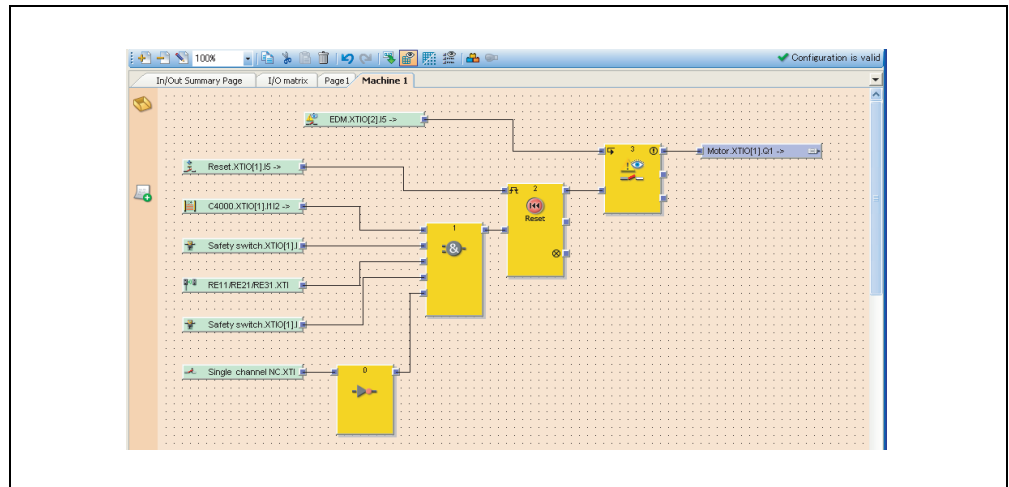 100%
Configuration is valid
In/Out Summary Page
I/O matrix
Page1
Machine 1
EDM.XTIO[2].I5 ->
3
Motor.XTIO[1].Q1 ->
Reset.XTIO[1].I5 ->
2
Reset
C4000.XTIO[1].I1I2 ->
1
&
Safety switch.XTIO[1].I
RE11/RE21/RE31.XTI
Safety switch.XTIO[1].I
Single channel NC.XTI
0